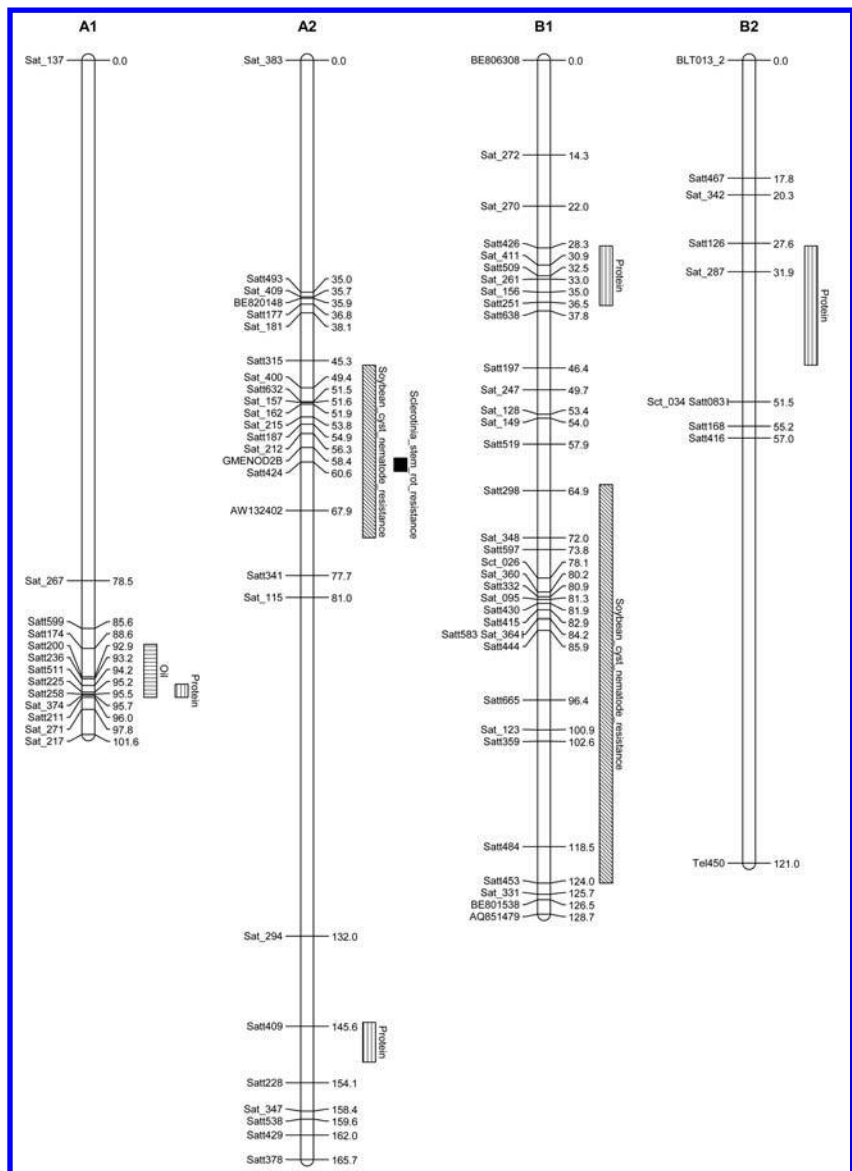 A1
A2
B1
B2
Sat_137 0.0
Sat_267 78.5
Satt599 85.6
Satt174 88.6
Satt200 92.9
Satt236 93.2
Satt511 94.2
Satt225 95.2
Satt258 95.5
Sat_374 95.7
Satt211 96.0
Sat_271 97.8
Sat_217 101.6
Oil
Protein
Sat_383 0.0
Satt493 35.0
Sat_409 35.7
BE820148 35.9
Satt177 36.8
Sat_181 38.1
Satt315 45.3
Sat_400 49.4
Satt632 51.5
Sat_157 51.6
Sat_162 51.9
Sat_215 53.8
Satt187 54.9
Sat_212 56.3
GMENOD2B 58.4
Satt424 60.6
AW132402 67.9
Satt341 77.7
Sat_115 81.0
Sat_294 132.0
Satt409 145.6
Satt228 154.1
Sat_347 158.4
Satt538 159.6
Satt429 162.0
Satt378 165.7
Soybean_cyst_nematode_resistance
Sclerotinia_stem_rot_resistance
Protein
BE806308 0.0
Sat_272 14.3
Sat_270 22.0
Satt426 28.3
Sat_411 30.9
Satt509 32.5
Sat_261 33.0
Sat_156 35.0
Satt251 36.5
Satt638 37.8
Satt197 46.4
Sat_247 49.7
Sat_128 53.4
Sat_149 54.0
Satt519 57.9
Satt298 64.9
Sat_348 72.0
Satt597 73.8
Sct_026 78.1
Sat_360 80.2
Satt332 80.9
Sat_095 81.3
Satt430 81.9
Satt415 82.9
Satt583 Sat_364 84.2
Satt444 85.9
Satt665 96.4
Sat_123 100.9
Satt359 102.6
Satt484 118.5
Satt453 124.0
Sat_331 125.7
BE801538 126.5
AQ851479 128.7
Protein
Soybean_cyst_nematode_resistance
BLT013_2 0.0
Satt467 17.8
Sat_342 20.3
Satt126 27.6
Sat_287 31.9
Sct_034 Satt083 51.5
Satt168 55.2
Satt416 57.0
Tel450 121.0
Protein